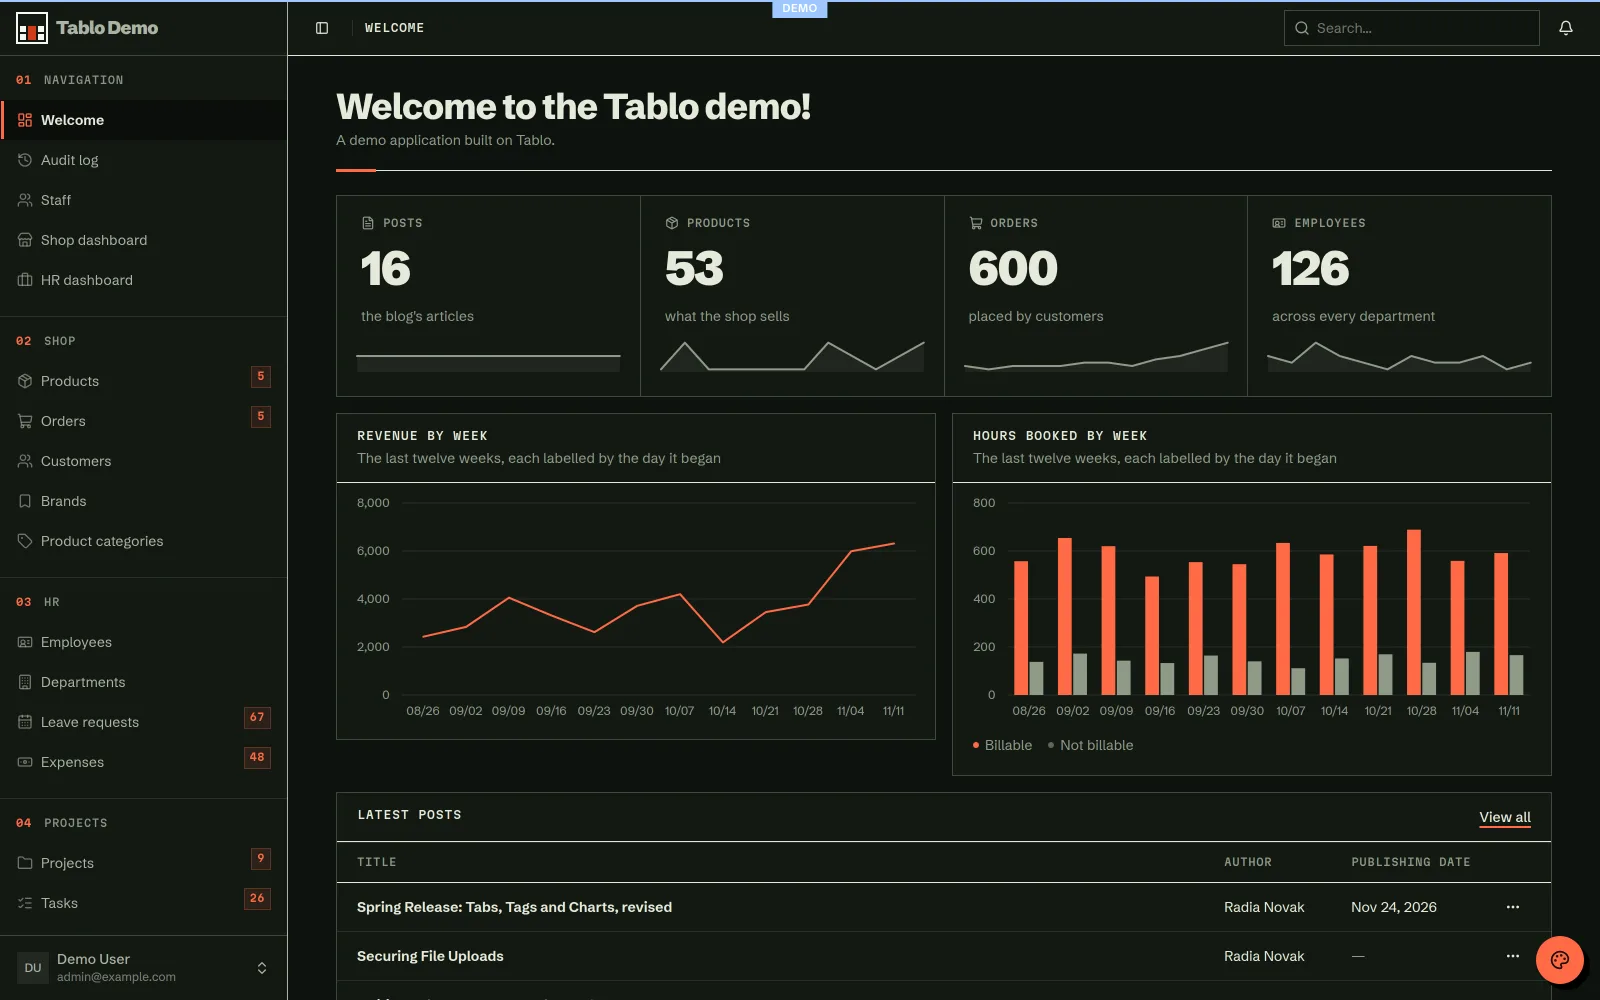 DEMO
Tablo Demo
WELCOME
Search...
01 NAVIGATION
Welcome
Audit log
Staff
Shop dashboard
HR dashboard
02 SHOP
Products 5
Orders 5
Customers
Brands
Product categories
03 HR
Employees
Departments
Leave requests 67
Expenses 48
04 PROJECTS
Projects 9
Tasks 26
DU
Demo User
admin@example.com
Welcome to the Tablo demo!
A demo application built on Tablo.
POSTS
16
the blog's articles
PRODUCTS
53
what the shop sells
ORDERS
600
placed by customers
EMPLOYEES
126
across every department
REVENUE BY WEEK
The last twelve weeks, each labelled by the day it began
8,000
6,000
4,000
2,000
0
08/26 09/02 09/09 09/16 09/23 09/30 10/07 10/14 10/21 10/28 11/04 11/11
HOURS BOOKED BY WEEK
The last twelve weeks, each labelled by the day it began
800
600
400
200
0
08/26 09/02 09/09 09/16 09/23 09/30 10/07 10/14 10/21 10/28 11/04 11/11
Billable Not billable
LATEST POSTS
View all
TITLE AUTHOR PUBLISHING DATE
Spring Release: Tabs, Tags and Charts, revised Radia Novak Nov 24, 2026
Securing File Uploads Radia Novak —